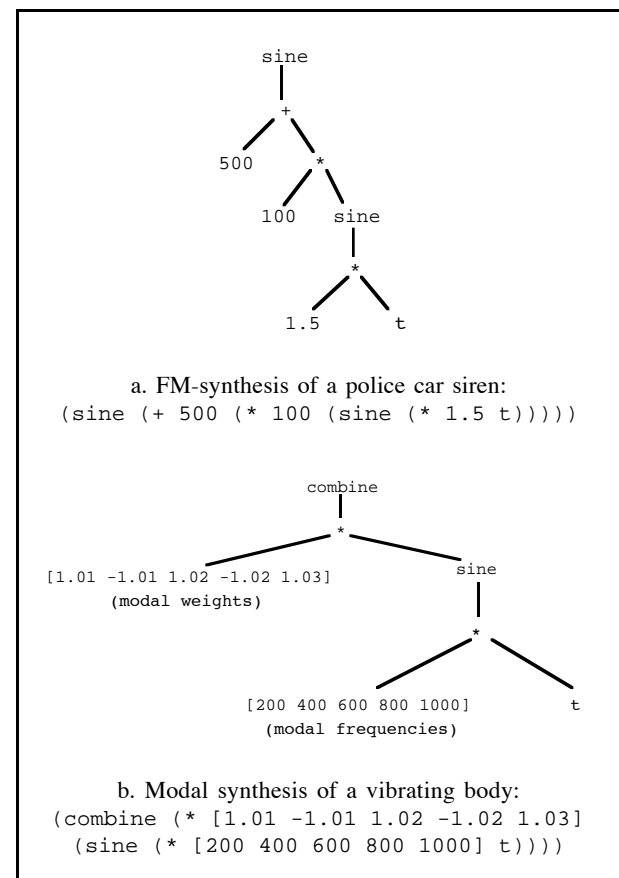 sine
+
500
*
100 sine
*
1.5 t
a. FM-synthesis of a police car siren:
(sine (+ 500 (* 100 (sine (* 1.5 t)))))
combine
*
[1.01 -1.01 1.02 -1.02 1.03] sine
(modal weights)
*
[200 400 600 800 1000] t
(modal frequencies)
b. Modal synthesis of a vibrating body:
(combine (* [1.01 -1.01 1.02 -1.02 1.03]
(sine (* [200 400 600 800 1000] t))))